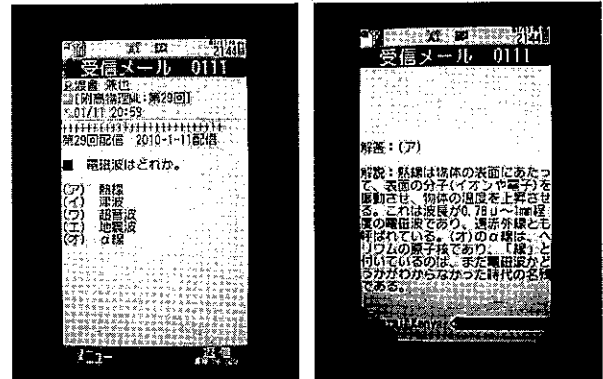 21:43
受信メール 0111
[附高物理ML:第29回]
01/11 20:59
第29回配信 2010-1-11配信
■ 電磁波はどれか。
(ア) 熱線
(イ) 津波
(ウ) 超音波
(エ) 地震波
(オ) α線
メニュー 返信
受信メール 0111
解答:(ア)
解説:熱線は物体の表面にあたっ
て、表面の分子(イオンや電子)を
振動させ、物体の温度を上昇させ
る。これは波長が0.78μ～1mm程
度の電磁波であり、遠赤外線とも
呼ばれている。(オ)のα線は、ヘ
リウムの原子核であり、「線」と
付いているのは、まだ電磁波かど
うかがわからなかった時代の名残
である。